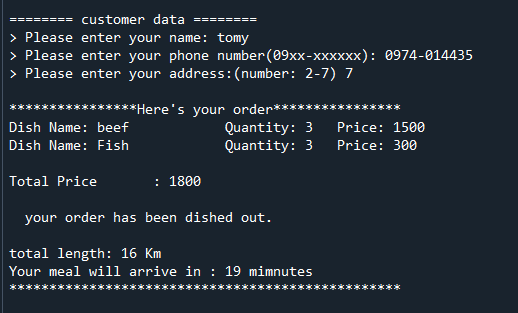 ======== customer data ========
> Please enter your name: tomy
> Please enter your phone number(09xx-xxxxxx): 0974-014435
> Please enter your address:(number: 2-7) 7
****************Here's your order****************
Dish Name: beef Quantity: 3 Price: 1500
Dish Name: Fish Quantity: 3 Price: 300
Total Price : 1800
your order has been dished out.
total length: 16 Km
Your meal will arrive in : 19 mimnutes
*************************************************